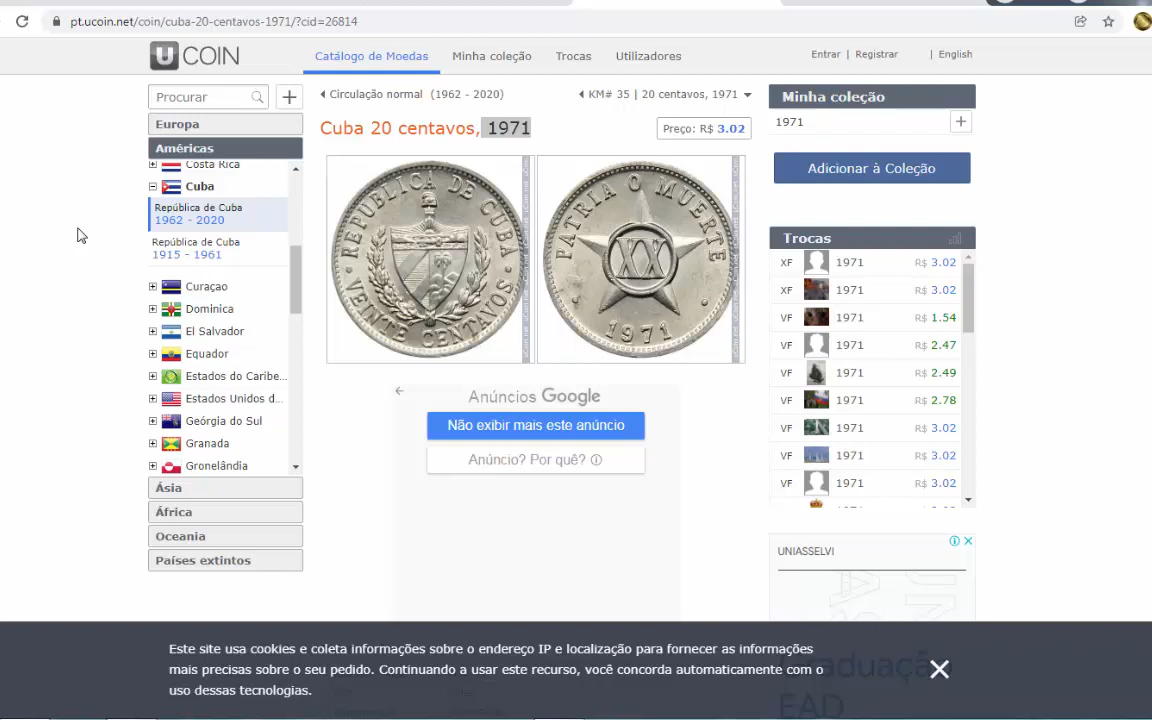 pt.ucoin.net/coin/cuba-20-centavos-1971/?cid=26814
U COIN
Catálogo de Moedas
Minha coleção
Trocas
Utilizadores
Entrar | Registrar
| English
Procurar
Europa
Américas
Costa Rica
Cuba
República de Cuba
1962 - 2020
República de Cuba
1915 - 1961
Curaçao
Dominica
El Salvador
Equador
Estados do Caribe...
Estados Unidos d...
Geórgia do Sul
Granada
Gronelândia
Ásia
África
Oceania
Países extintos
Circulação normal (1962 - 2020)
KM# 35 | 20 centavos, 1971
Cuba 20 centavos, 1971
Preço: R$ 3.02
REPUBLICA DE CUBA
VEINTE CENTAVOS
PATRIA O MUERTE
XX
1971
Anúncios Google
Não exibir mais este anúncio
Anúncio? Por quê?
Minha coleção
1971
Adicionar à Coleção
Trocas
XF 1971 R$ 3.02
XF 1971 R$ 3.02
VF 1971 R$ 1.54
VF 1971 R$ 2.47
VF 1971 R$ 2.49
VF 1971 R$ 2.78
VF 1971 R$ 3.02
VF 1971 R$ 3.02
VF 1971 R$ 3.02
UNIASSELVI
Graduação
EAD
Este site usa cookies e coleta informações sobre o endereço IP e localização para fornecer as informações
mais precisas sobre o seu pedido. Continuando a usar este recurso, você concorda automaticamente com o
uso dessas tecnologias.